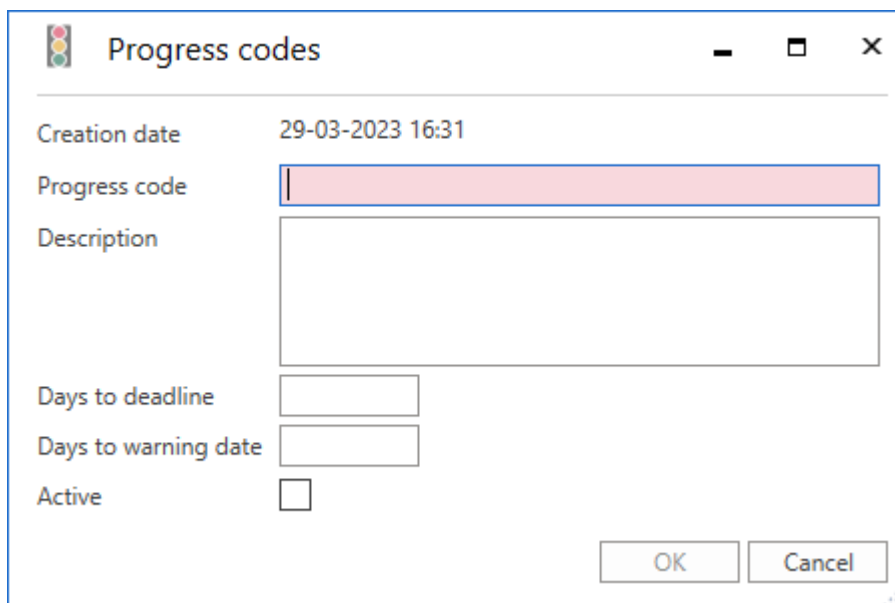 Progress codes
Creation date 29-03-2023 16:31
Progress code
Description
Days to deadline
Days to warning date
Active
OK Cancel